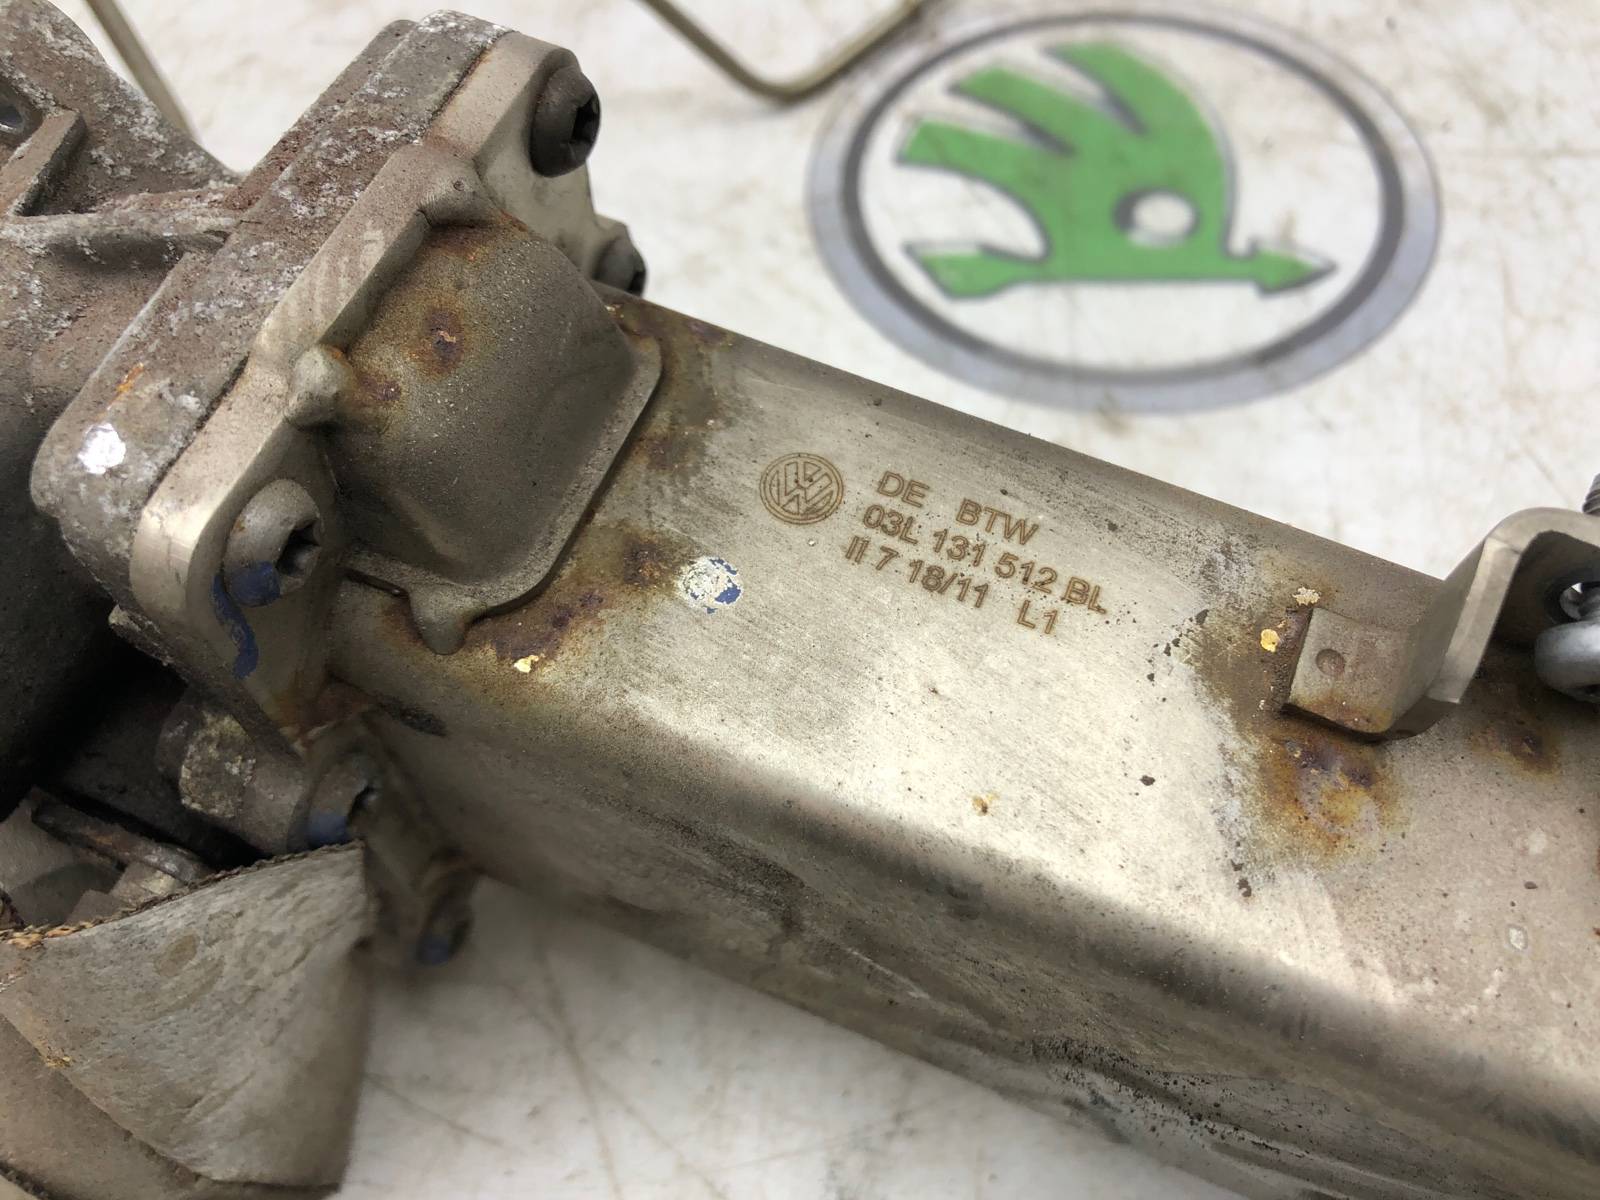 DE BTW
03L 131 512 BL
II 7 18/11 L1